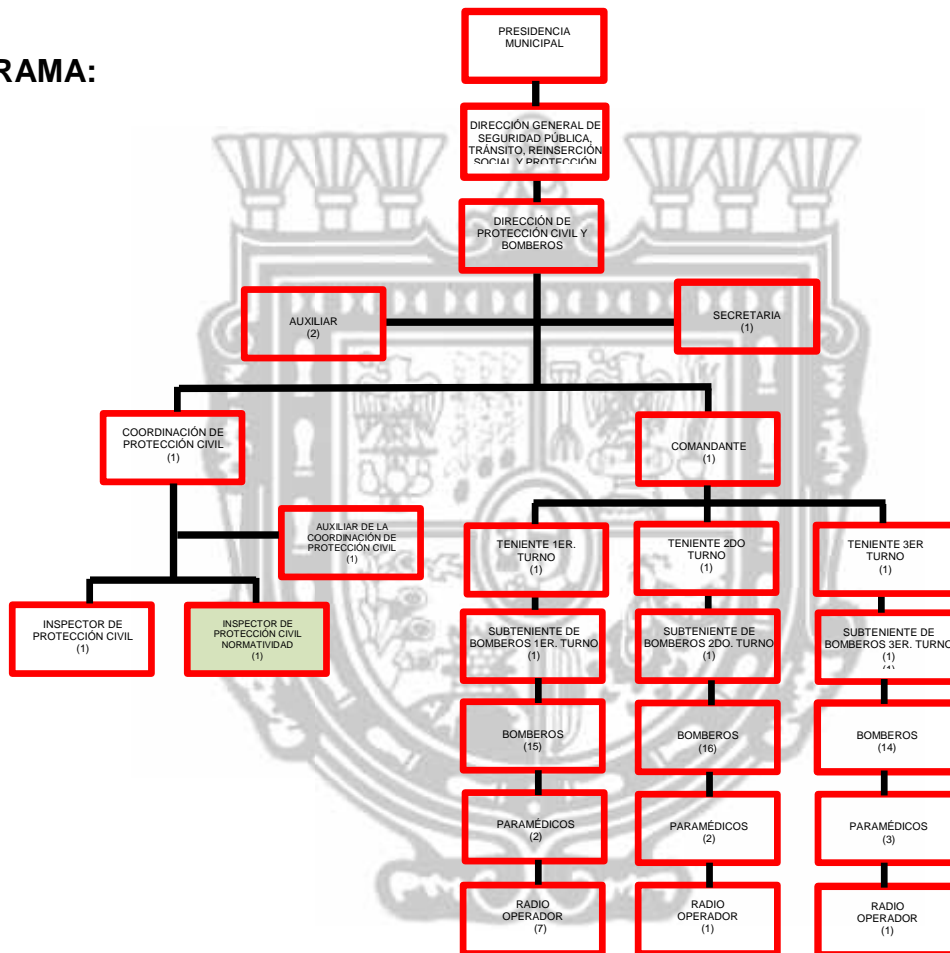 RAMA:
PRESIDENCIA
MUNICIPAL
DIRECCIÓN GENERAL DE
SEGURIDAD PÚBLICA,
TRÁNSITO, REINSERCIÓN
SOCIAL Y PROTECCIÓN
DIRECCIÓN DE
PROTECCIÓN CIVIL Y
BOMBEROS
AUXILIAR
(2)
SECRETARIA
(1)
COORDINACIÓN DE
PROTECCIÓN CIVIL
(1)
COMANDANTE
(1)
AUXILIAR DE LA
COORDINACIÓN DE
PROTECCIÓN CIVIL
(1)
TENIENTE 1ER.
TURNO
(1)
TENIENTE 2DO
TURNO
(1)
TENIENTE 3ER
TURNO
(1)
INSPECTOR DE
PROTECCIÓN CIVIL
(1)
INSPECTOR DE
PROTECCIÓN CIVIL
NORMATIVIDAD
(1)
SUBTENIENTE DE
BOMBEROS 1ER. TURNO
(1)
SUBTENIENTE DE
BOMBEROS 2DO. TURNO
(1)
SUBTENIENTE DE
BOMBEROS 3ER. TURNO
(1)
(1)
BOMBEROS
(15)
BOMBEROS
(16)
BOMBEROS
(14)
PARAMÉDICOS
(2)
PARAMÉDICOS
(2)
PARAMÉDICOS
(3)
RADIO
OPERADOR
(7)
RADIO
OPERADOR
(1)
RADIO
OPERADOR
(1)